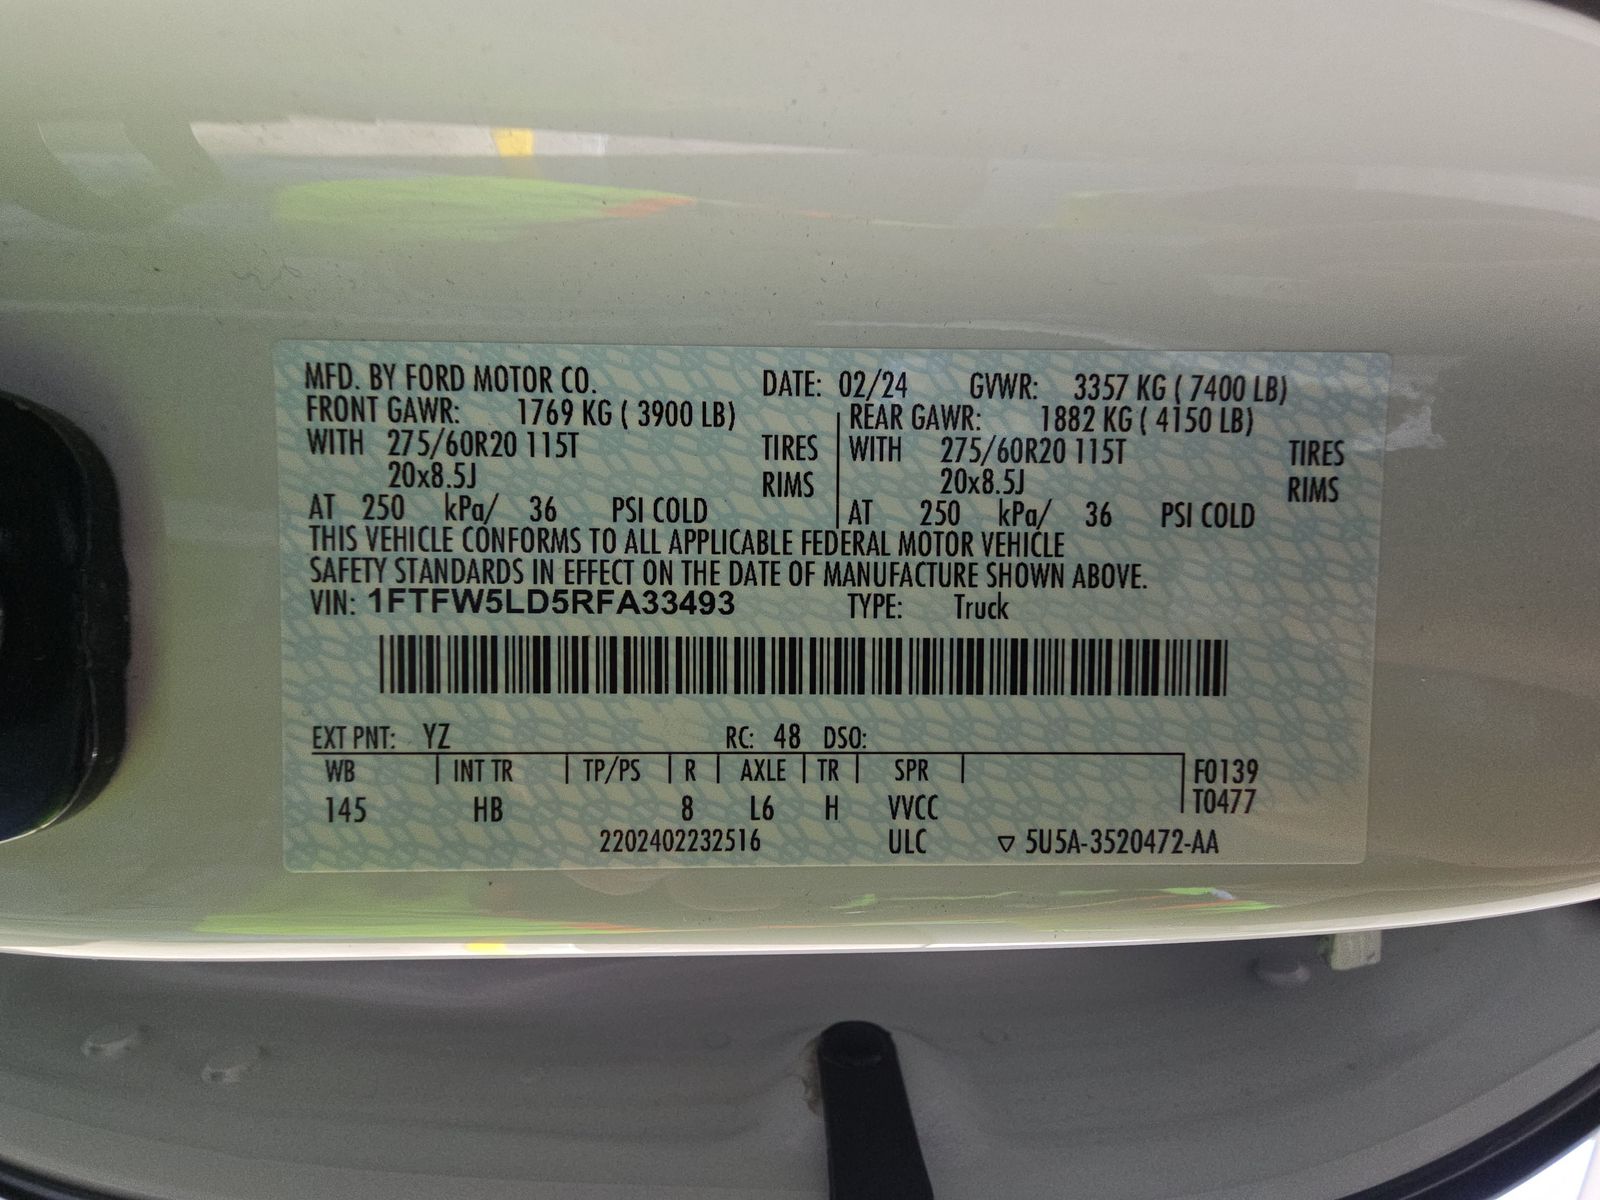 MFD. BY FORD MOTOR CO. DATE: 02/24 GVWR: 3357 KG ( 7400 LB)
FRONT GAWR: 1769 KG ( 3900 LB) REAR GAWR: 1882 KG ( 4150 LB)
WITH 275/60R20 115T TIRES WITH 275/60R20 115T TIRES
20x8.5J RIMS 20x8.5J RIMS
AT 250 kPa/ 36 PSI COLD AT 250 kPa/ 36 PSI COLD
THIS VEHICLE CONFORMS TO ALL APPLICABLE FEDERAL MOTOR VEHICLE
SAFETY STANDARDS IN EFFECT ON THE DATE OF MANUFACTURE SHOWN ABOVE.
VIN: 1FTFW5LD5RFA33493 TYPE: Truck
EXT PNT: YZ RC: 48 DSO:
WB INT TR TP/PS R AXLE TR SPR F0139
145 HB 8 L6 H VVCC T0477
2202402232516 ULC ▽ 5U5A-3520472-AA